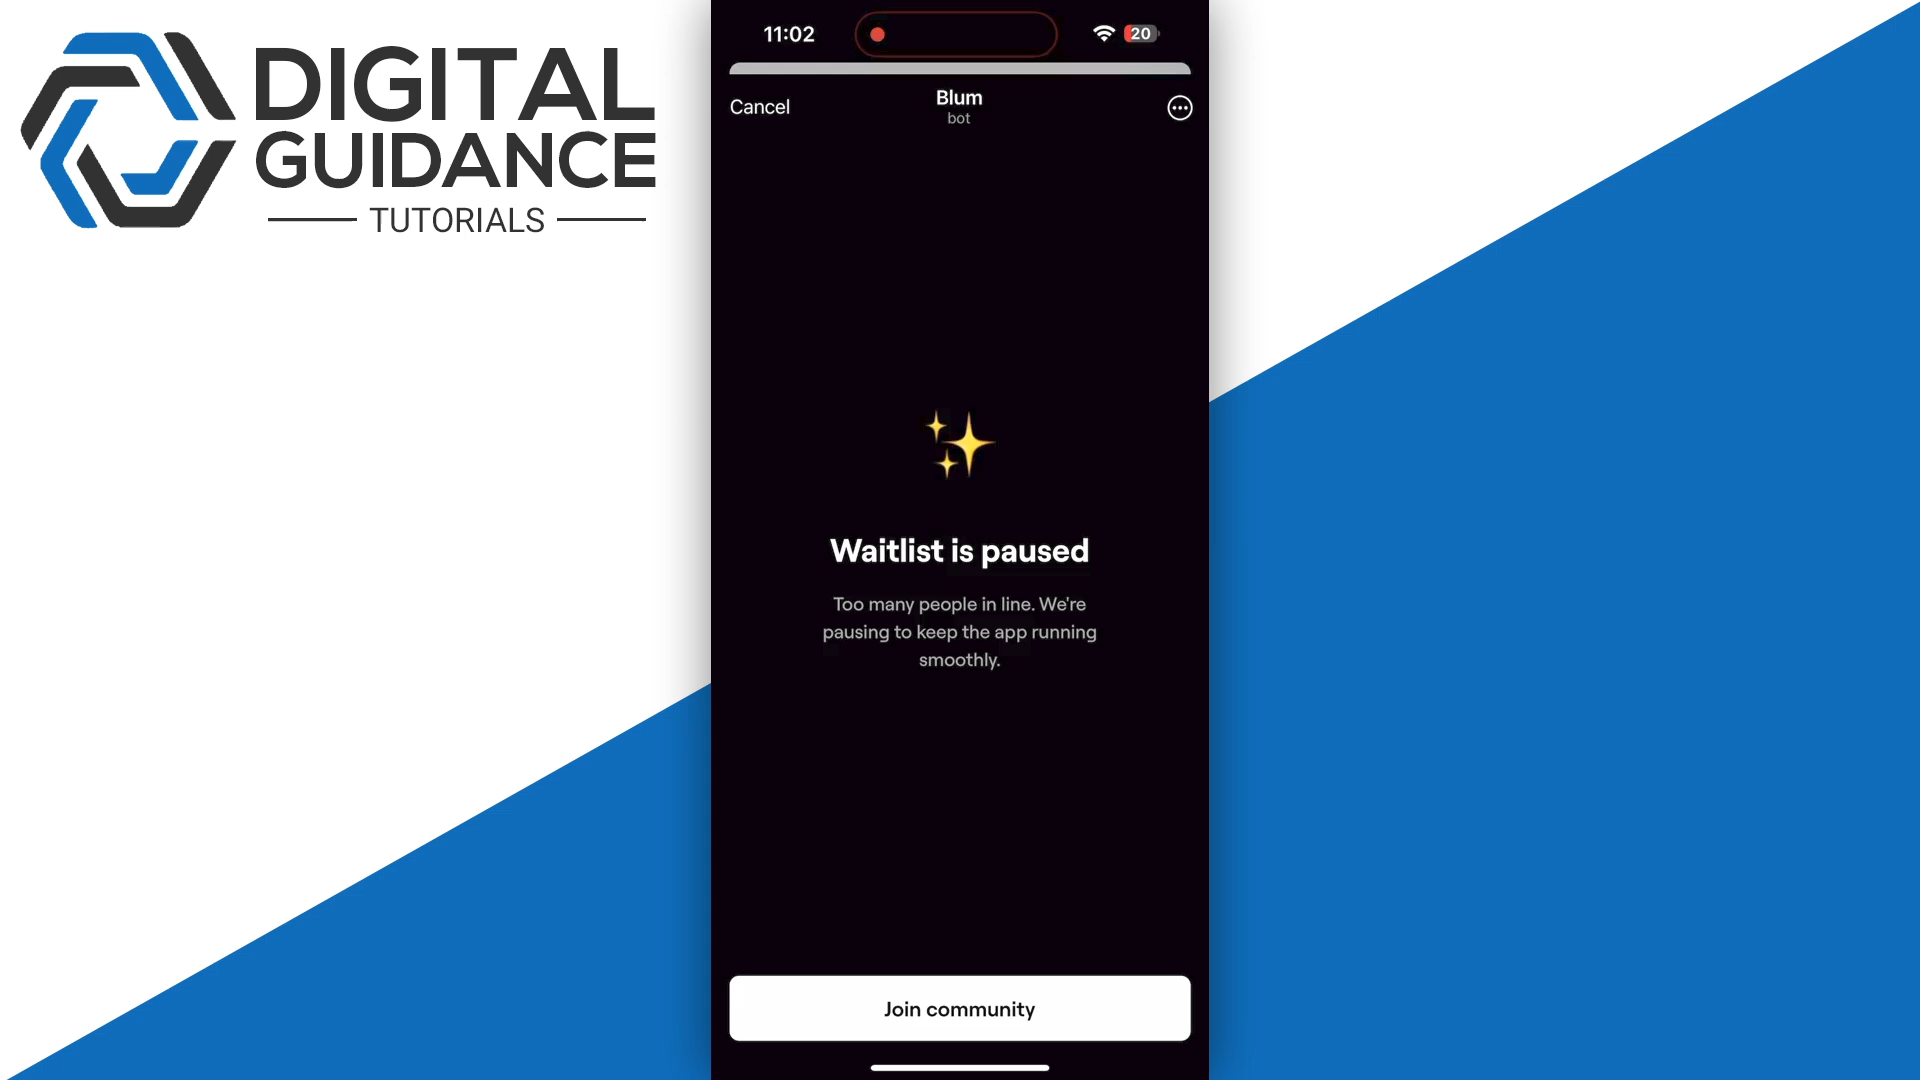 DIGITAL
GUIDANCE
TUTORIALS
11:02
20
Cancel
Blum
bot
Waitlist is paused
Too many people in line. We're
pausing to keep the app running
smoothly.
Join community